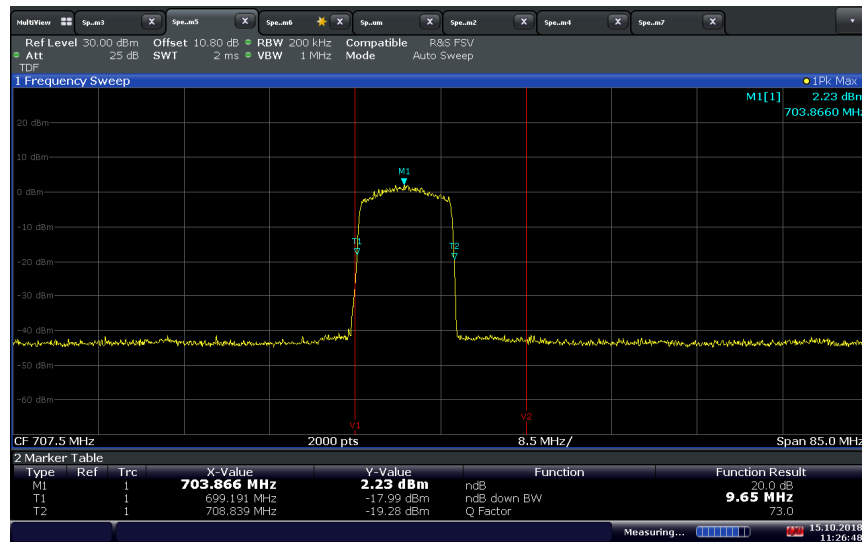 MultiView Sp..m3 X Spe..m5 X Spe..m6 X Sp..um X Spe..m2 X Spe..m4 X Spe..m7 X
Ref Level 30.00 dBm Offset 10.80 dB RBW 200 kHz Compatible R&S FSV
Att 25 dB SWT 2 ms VBW 1 MHz Mode Auto Sweep
TDF
1 Frequency Sweep 1Pk Max
M1[1] 2.23 dBm
703.8660 MHz
20 dBm
10 dBm
M1
0 dBm
-10 dBm
T1 T2
-20 dBm
-30 dBm
-40 dBm
-50 dBm
-60 dBm
V1 V2
CF 707.5 MHz 2000 pts 8.5 MHz/ Span 85.0 MHz
2 Marker Table
Type Ref Trc X-Value Y-Value Function Function Result
M1 1 703.866 MHz 2.23 dBm ndB 20.0 dB
T1 1 699.191 MHz -17.99 dBm ndB down BW 9.65 MHz
T2 1 708.839 MHz -19.28 dBm Q Factor 73.0
Measuring... 15.10.2018
11:26:48